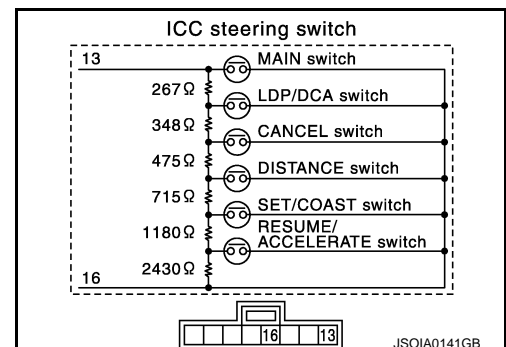 ICC steering switch
13
MAIN switch
267Ω
LDP/DCA switch
348Ω
CANCEL switch
475Ω
DISTANCE switch
715Ω
SET/COAST switch
1180Ω
RESUME/
ACCELERATE switch
2430Ω
16
16 13
JSOIA0141GB